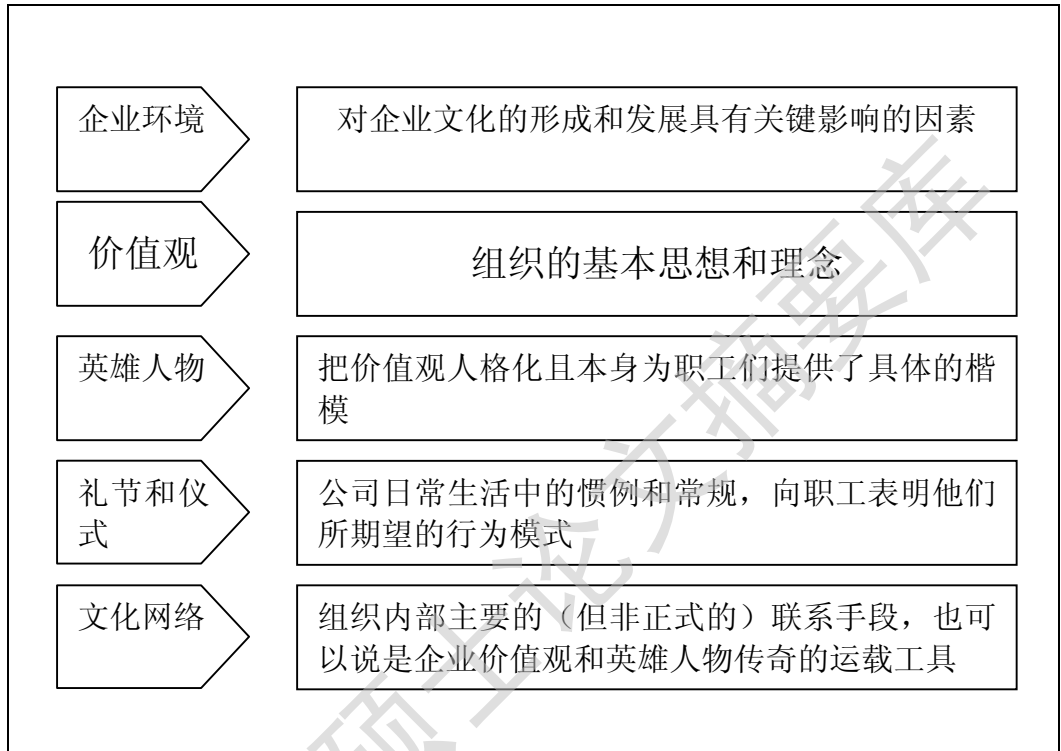 企业环境
对企业文化的形成和发展具有关键影响的因素
价值观
组织的基本思想和理念
英雄人物
把价值观人格化且本身为职工们提供了具体的楷
模
礼节和仪
式
公司日常生活中的惯例和常规，向职工表明他们
所期望的行为模式
文化网络
组织内部主要的（但非正式的）联系手段，也可
以说是企业价值观和英雄人物传奇的运载工具
硕士论文摘要库